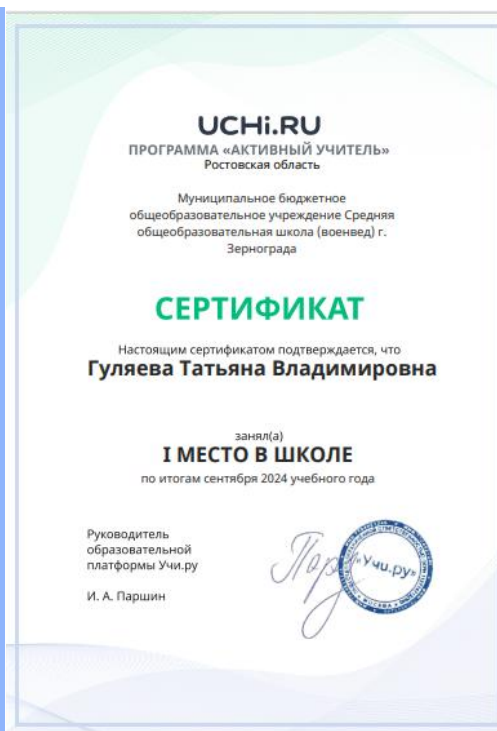 UCHi.RU
ПРОГРАММА «АКТИВНЫЙ УЧИТЕЛЬ»
Ростовская область
Муниципальное бюджетное
общеобразовательное учреждение Средняя
общеобразовательная школа (военвед) г.
Зернограда
СЕРТИФИКАТ
Настоящим сертификатом подтверждается, что
Гуляева Татьяна Владимировна
занял(а)
I МЕСТО В ШКОЛЕ
по итогам сентября 2024 учебного года
Руководитель
образовательной
платформы Учи.ру
И. А. Паршин
«Учи.ру»
МОСКВА